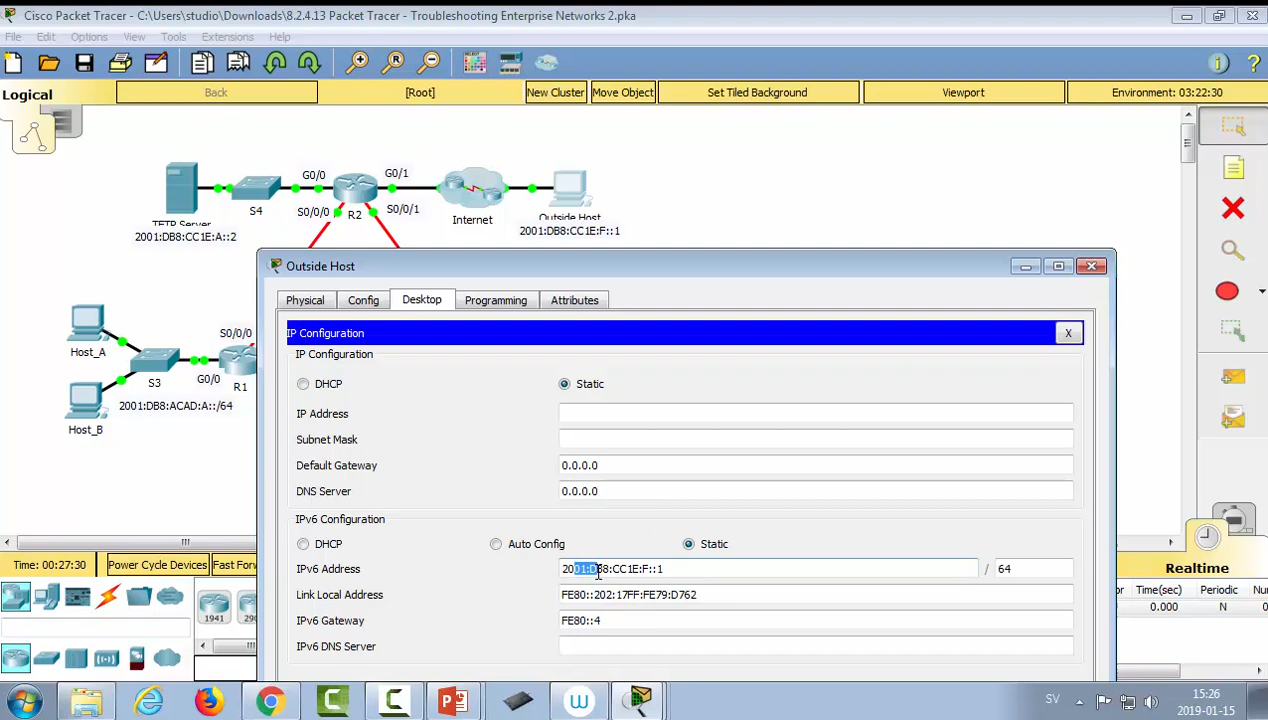 Cisco Packet Tracer - C:\Users\studio\Downloads\8.2.4.13 Packet Tracer - Troubleshooting Enterprise Networks 2.pka
File Edit Options View Tools Extensions Help
Logical
Back
[Root]
New Cluster
Move Object
Set Tiled Background
Viewport
Environment: 03:22:30
G0/0
G0/1
S4
S0/0/0
R2
S0/0/1
Internet
Outside Host
TFTP Server
2001:DB8:CC1E:A::2
2001:DB8:CC1E:F::1
Host_A
S0/0/0
S3
G0/0
R1
2001:DB8:ACAD:A::/64
Host_B
Outside Host
Physical
Config
Desktop
Programming
Attributes
IP Configuration
X
IP Configuration
DHCP
Static
IP Address
Subnet Mask
Default Gateway
0.0.0.0
DNS Server
0.0.0.0
IPv6 Configuration
DHCP
Auto Config
Static
IPv6 Address
2001:DB8:CC1E:F::1
/ 64
Link Local Address
FE80::202:17FF:FE79:D762
IPv6 Gateway
FE80::4
IPv6 DNS Server
Time: 00:27:30
Power Cycle Devices
Fast For
Realtime
1941
Time(sec)
Periodic
0.000
N
SV
15:26
2019-01-15